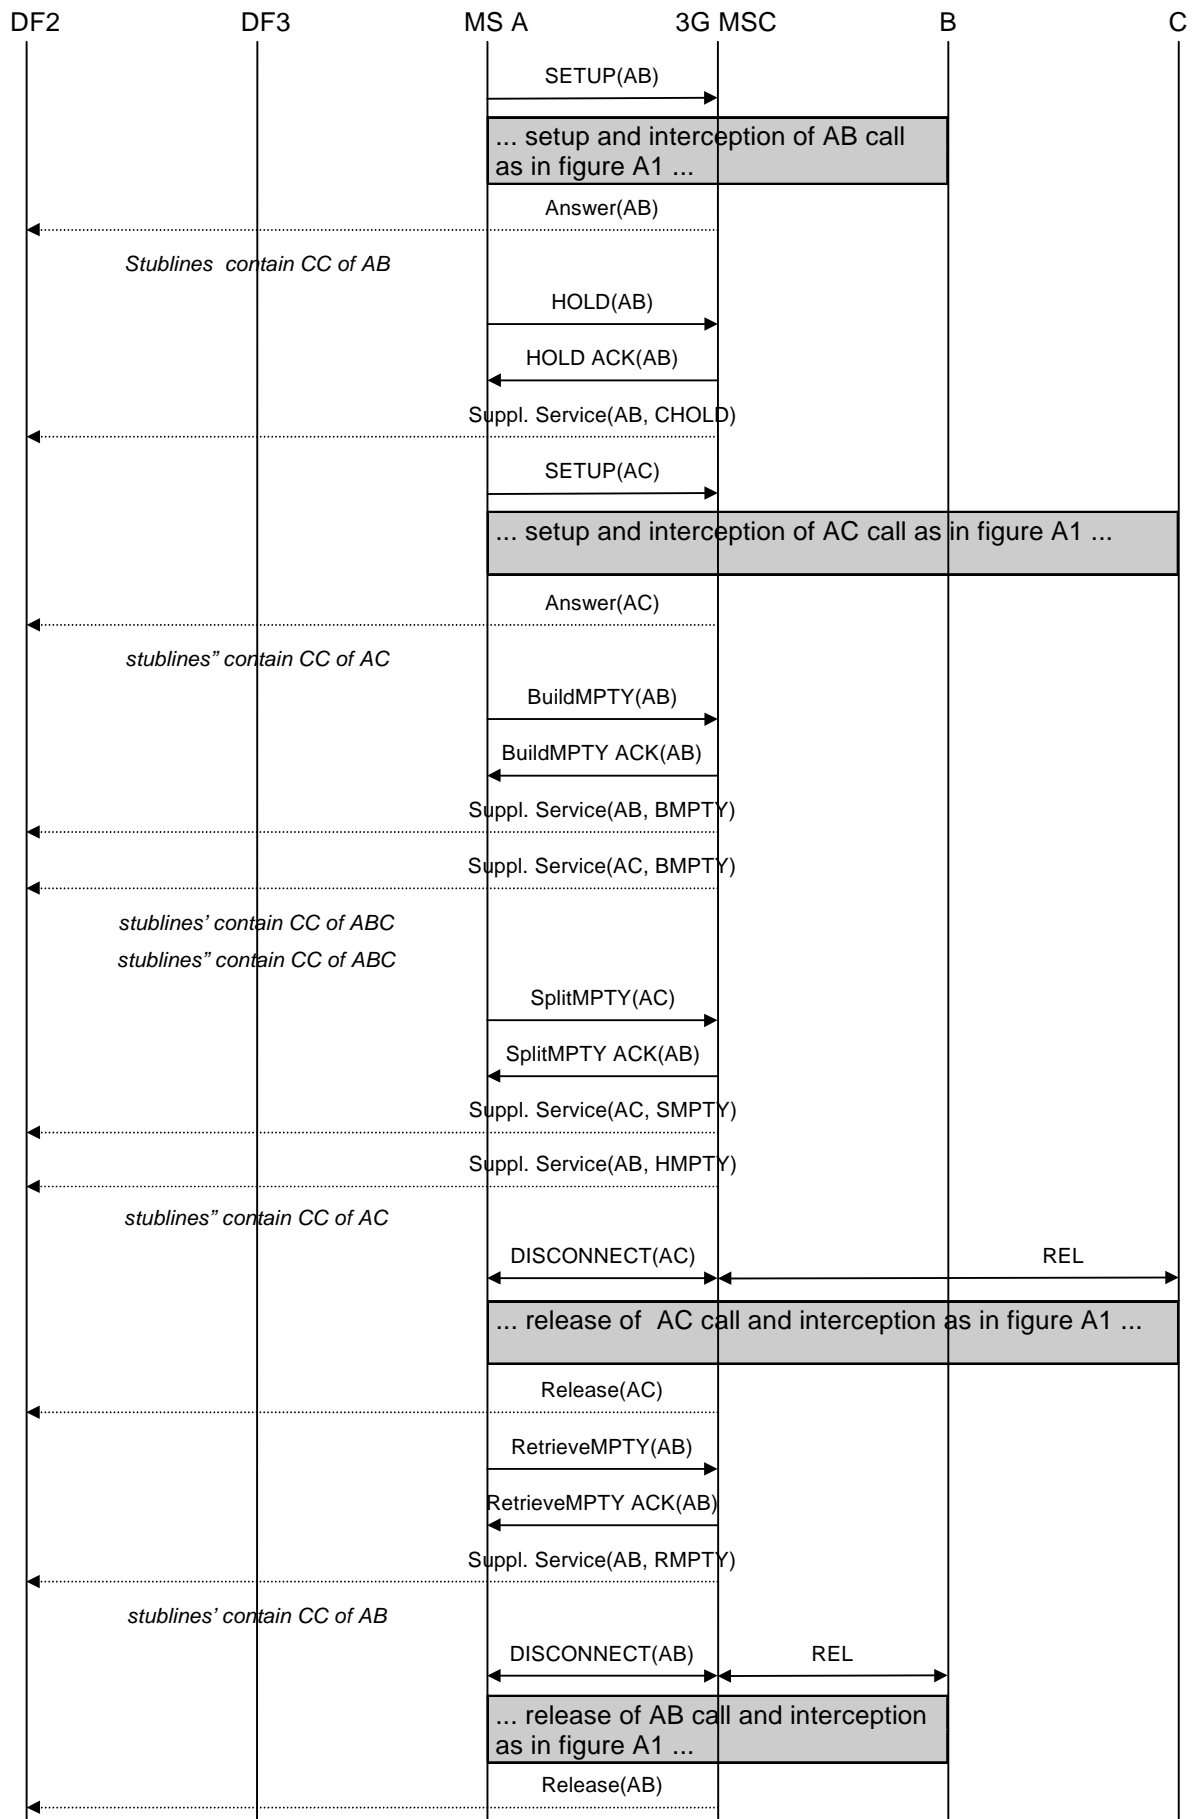 DF2 DF3 MS A 3G MSC B C
SETUP(AB)
... setup and interception of AB call
as in figure A1 ...
Answer(AB)
Stublines contain CC of AB
HOLD(AB)
HOLD ACK(AB)
Suppl. Service(AB, CHOLD)
SETUP(AC)
... setup and interception of AC call as in figure A1 ...
Answer(AC)
stublines” contain CC of AC
BuildMPTY(AB)
BuildMPTY ACK(AB)
Suppl. Service(AB, BMPTY)
Suppl. Service(AC, BMPTY)
stublines’ contain CC of ABC
stublines” contain CC of ABC
SplitMPTY(AC)
SplitMPTY ACK(AB)
Suppl. Service(AC, SMPTY)
Suppl. Service(AB, HMPTY)
stublines” contain CC of AC
DISCONNECT(AC) REL
... release of AC call and interception as in figure A1 ...
Release(AC)
RetrieveMPTY(AB)
RetrieveMPTY ACK(AB)
Suppl. Service(AB, RMPTY)
stublines’ contain CC of AB
DISCONNECT(AB) REL
... release of AB call and interception
as in figure A1 ...
Release(AB)